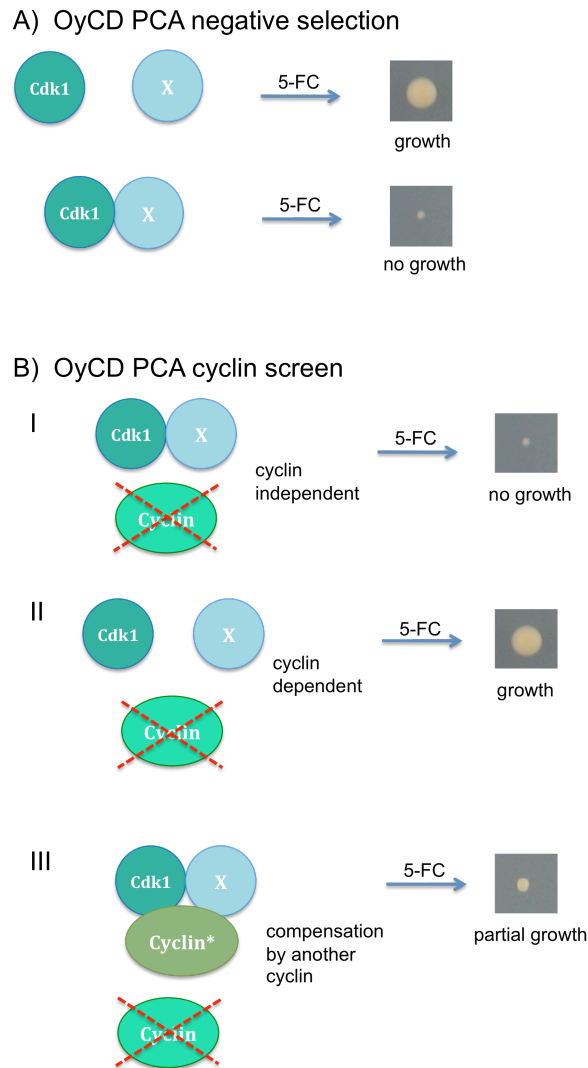 A) OyCD PCA negative selection
Cdk1
X
5-FC
growth
Cdk1
X
5-FC
no growth
B) OyCD PCA cyclin screen
I
Cdk1
X
5-FC
cyclin
independent
Cyclin
no growth
II
Cdk1
X
5-FC
cyclin
dependent
Cyclin
growth
III
Cdk1
X
5-FC
Cyclin*
compensation
by another
cyclin
partial growth
Cyclin